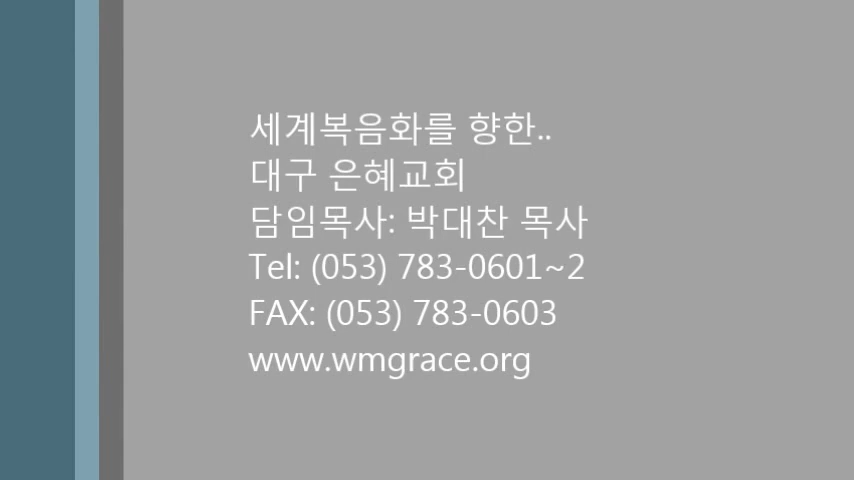 세계복음화를 향한..
대구 은혜교회
담임목사: 박대찬 목사
Tel: (053) 783-0601~2
FAX: (053) 783-0603
www.wmgrace.org